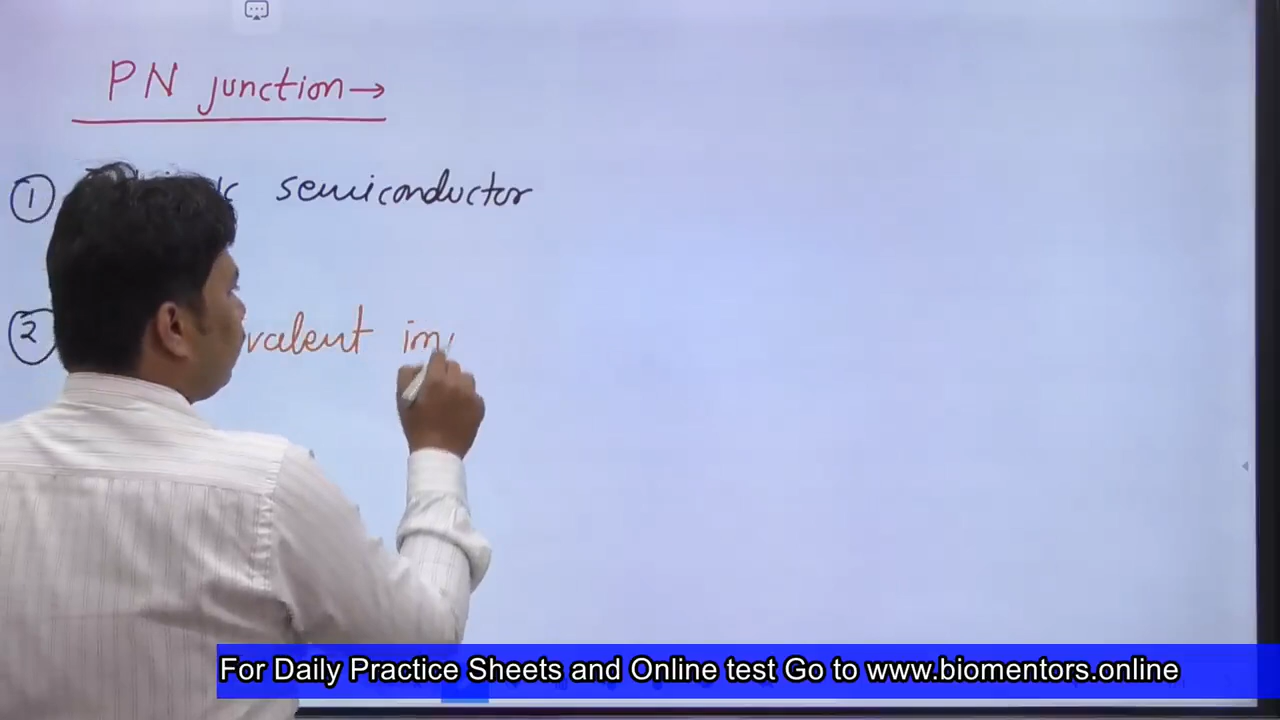 PN junction→
1 semiconductor
2 valent im
For Daily Practice Sheets and Online test Go to www.biomentors.online